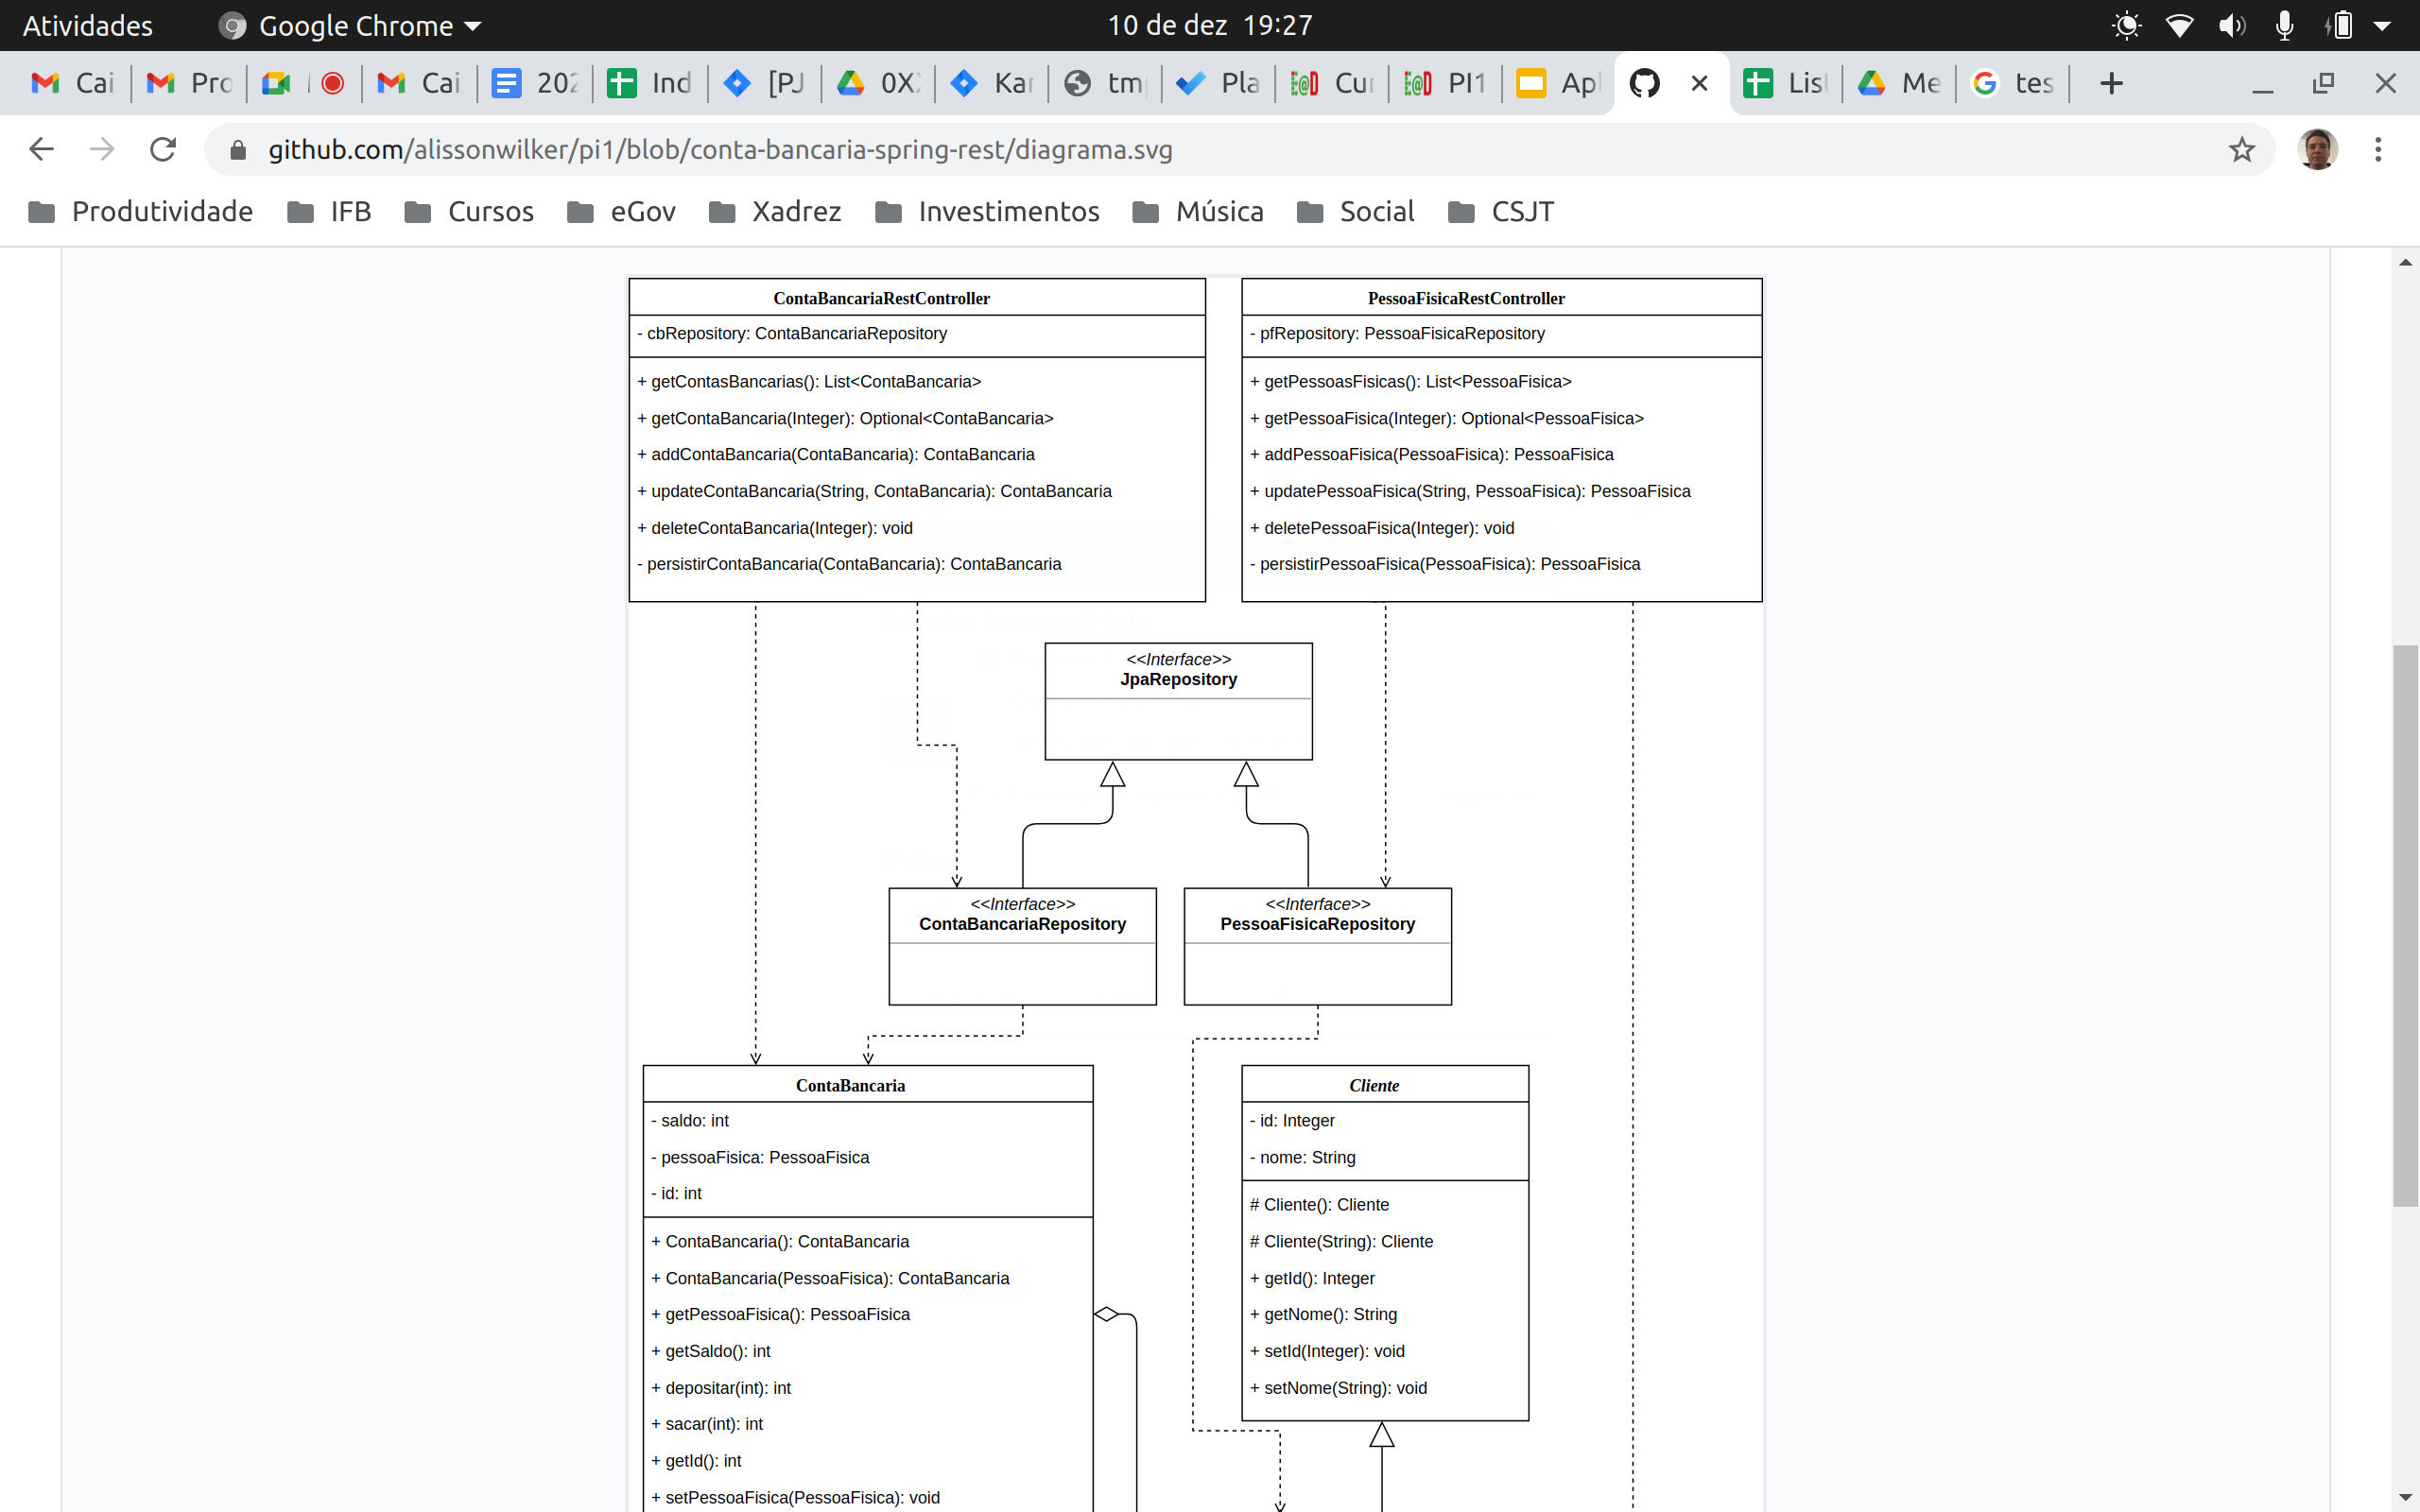 Atividades
Google Chrome
10 de dez 19:27
Cai
Pro
Cai
202
Ind
[PJ
0X
Kar
tm
Pla
Cur
PI1
Apl
List
Me
tes
github.com/alissonwilker/pi1/blob/conta-bancaria-spring-rest/diagrama.svg
Produtividade
IFB
Cursos
eGov
Xadrez
Investimentos
Música
Social
CSJT
ContaBancariaRestController
- cbRepository: ContaBancariaRepository
+ getContasBancarias(): List<ContaBancaria>
+ getContaBancaria(Integer): Optional<ContaBancaria>
+ addContaBancaria(ContaBancaria): ContaBancaria
+ updateContaBancaria(String, ContaBancaria): ContaBancaria
+ deleteContaBancaria(Integer): void
- persistirContaBancaria(ContaBancaria): ContaBancaria
PessoaFisicaRestController
- pfRepository: PessoaFisicaRepository
+ getPessoasFisicas(): List<PessoaFisica>
+ getPessoaFisica(Integer): Optional<PessoaFisica>
+ addPessoaFisica(PessoaFisica): PessoaFisica
+ updatePessoaFisica(String, PessoaFisica): PessoaFisica
+ deletePessoaFisica(Integer): void
- persistirPessoaFisica(PessoaFisica): PessoaFisica
<<Interface>>
JpaRepository
<<Interface>>
ContaBancariaRepository
<<Interface>>
PessoaFisicaRepository
ContaBancaria
- saldo: int
- pessoaFisica: PessoaFisica
- id: int
+ ContaBancaria(): ContaBancaria
+ ContaBancaria(PessoaFisica): ContaBancaria
+ getPessoaFisica(): PessoaFisica
+ getSaldo(): int
+ depositar(int): int
+ sacar(int): int
+ getId(): int
+ setPessoaFisica(PessoaFisica): void
Cliente
- id: Integer
- nome: String
# Cliente(): Cliente
# Cliente(String): Cliente
+ getId(): Integer
+ getNome(): String
+ setId(Integer): void
+ setNome(String): void